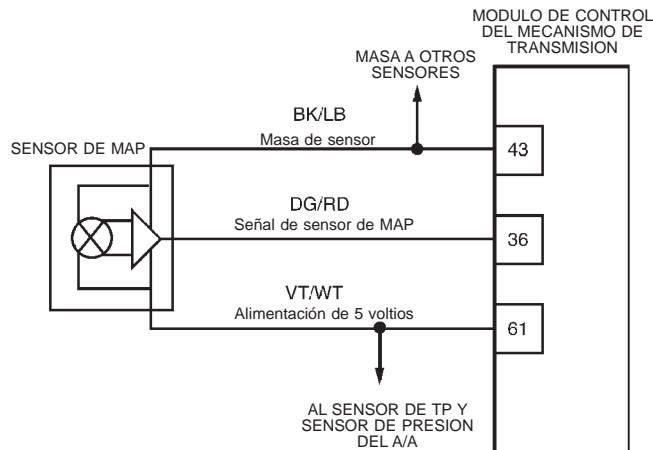 MODULO DE CONTROL
DEL MECANISMO DE
TRANSMISION
MASA A OTROS
SENSORES
BK/LB
Masa de sensor
43
SENSOR DE MAP
DG/RD
Señal de sensor de MAP
36
VT/WT
Alimentación de 5 voltios
61
AL SENSOR DE TP Y
SENSOR DE PRESION
DEL A/A